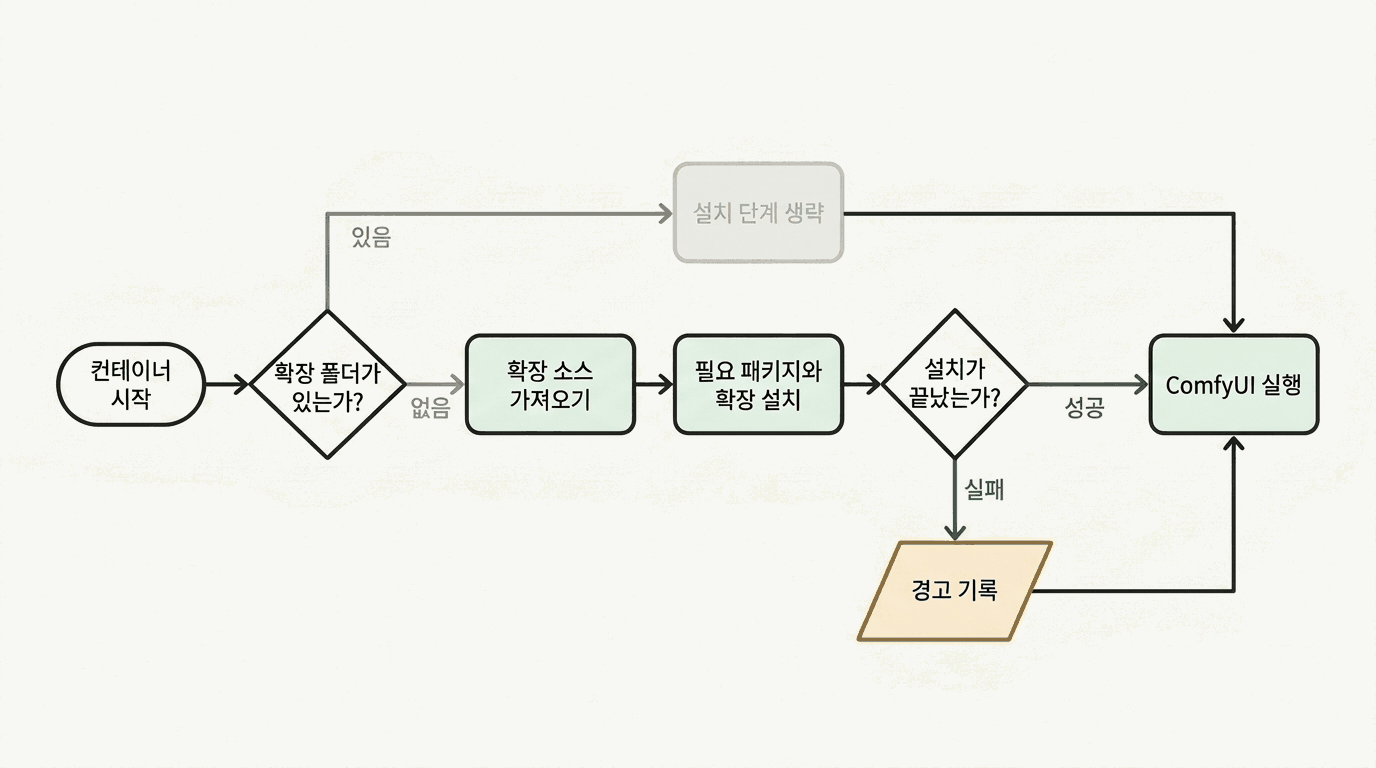 설치 단계 생략
있음
컨테이너
시작
확장 폴더가
있는가?
없음
확장 소스
가져오기
필요 패키지와
확장 설치
설치가
끝났는가?
성공
ComfyUI 실행
실패
경고 기록